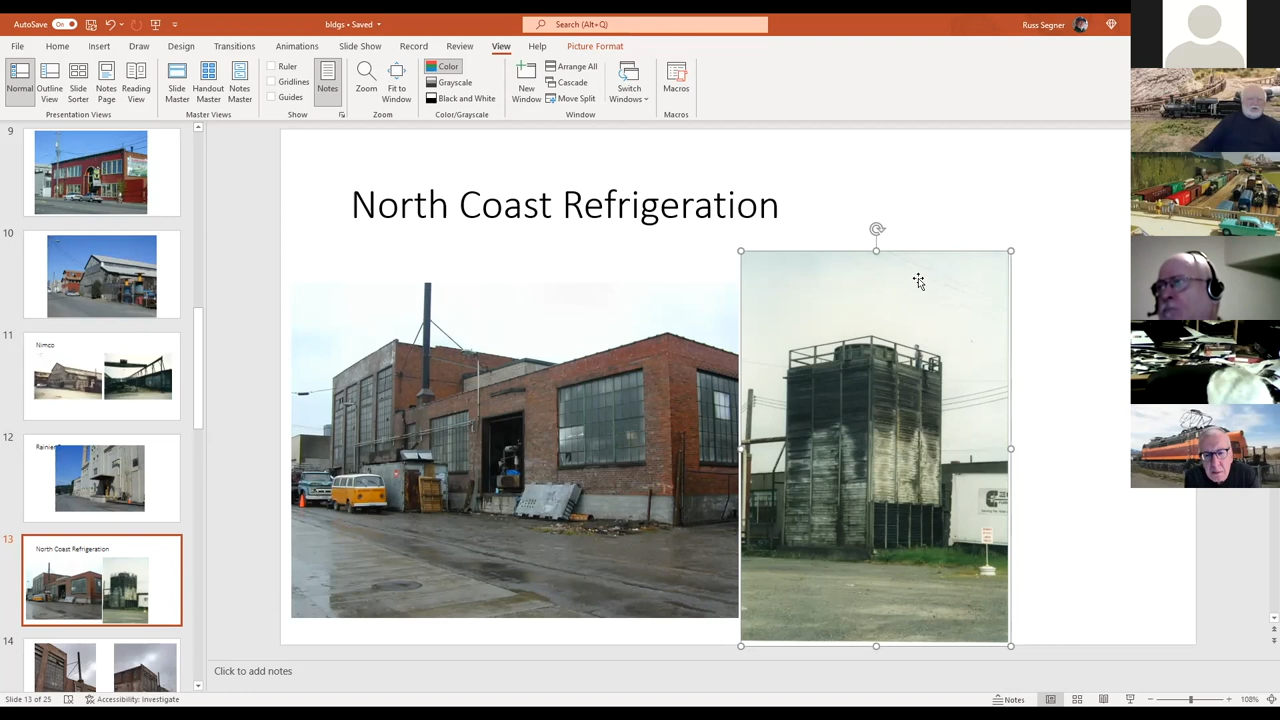 AutoSave
On
bldgs • Saved
Search (Alt+Q)
Russ Segner
File
Home
Insert
Draw
Design
Transitions
Animations
Slide Show
Record
Review
View
Help
Picture Format
Normal
Outline View
Slide Sorter
Notes Page
Reading View
Presentation Views
Slide Master
Handout Master
Notes Master
Master Views
Ruler
Gridlines
Guides
Show
Notes
Zoom
Fit to Window
Zoom
Color
Grayscale
Black and White
Color/Grayscale
New Window
Arrange All
Cascade
Move Split
Switch Windows
Window
Macros
Macros
9
10
11
Nimco
12
13
North Coast Refrigeration
14
North Coast Refrigeration
Click to add notes
Slide 13 of 25
Accessibility: Investigate
Notes
108%